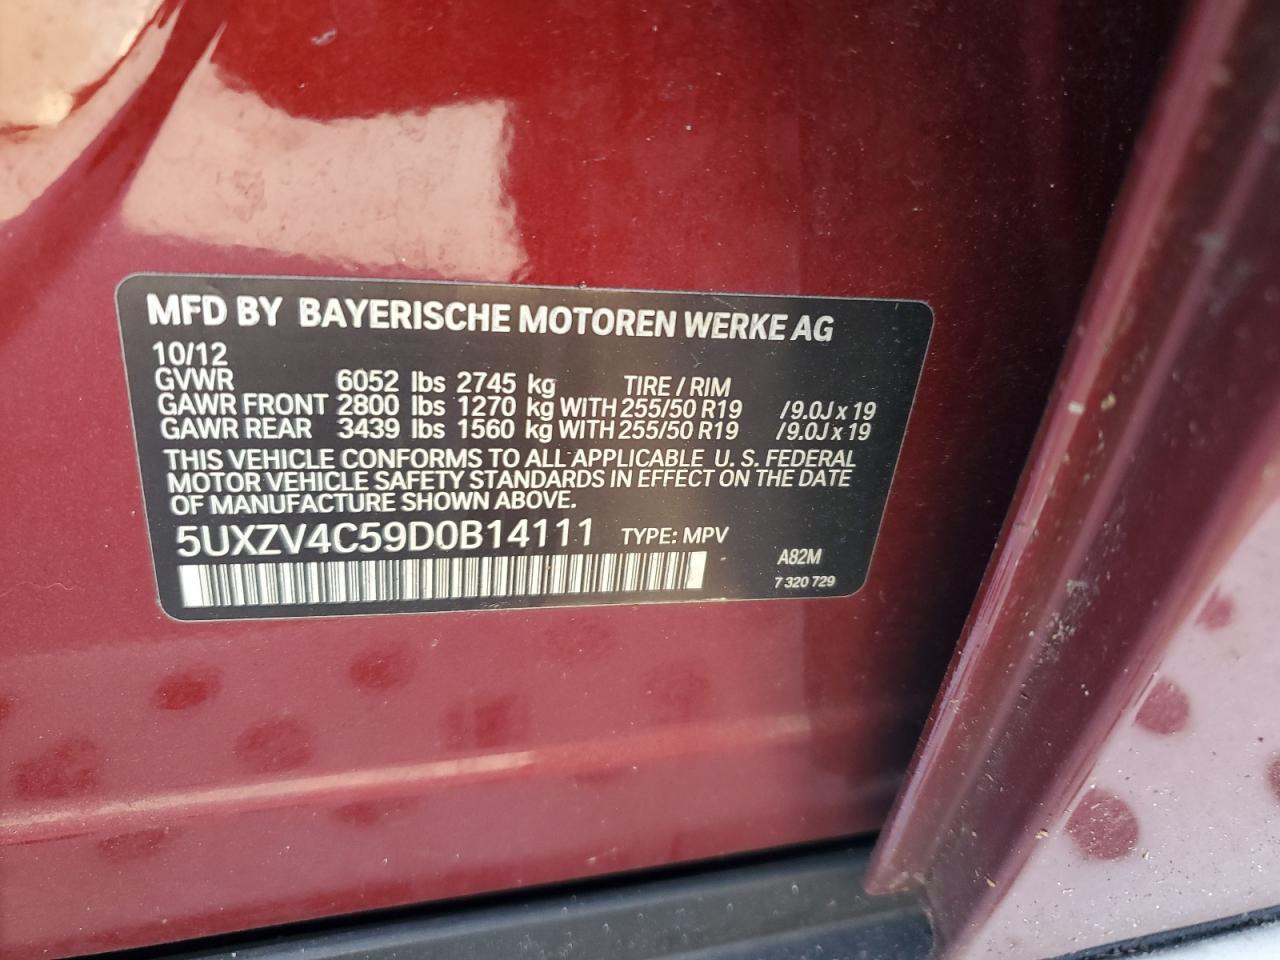 MFD BY BAYERISCHE MOTOREN WERKE AG
10/12
GVWR 6052 lbs 2745 kg TIRE / RIM
GAWR FRONT 2800 lbs 1270 kg WITH 255/50 R19 /9.0J x 19
GAWR REAR 3439 lbs 1560 kg WITH 255/50 R19 /9.0J x 19
THIS VEHICLE CONFORMS TO ALL APPLICABLE U. S. FEDERAL
MOTOR VEHICLE SAFETY STANDARDS IN EFFECT ON THE DATE
OF MANUFACTURE SHOWN ABOVE.
5UXZV4C59D0B14111 TYPE: MPV
A82M
7 320 729